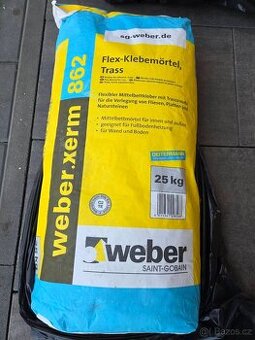 sg-weber.de
Flex-Klebemörtel,
Trass
Flexibler Mittelbettkleber mit Trasszusatz
für die Verlegung von Fliesen, Platten und
Natursteinen
• Mittelbettmörtel für innen und außen
• geeignet für Fußbodenheizung
• für Wand und Boden
weber.xerm 862
DEITERMANN
25 kg
weber
SAINT-GOBAIN
bazos.cz